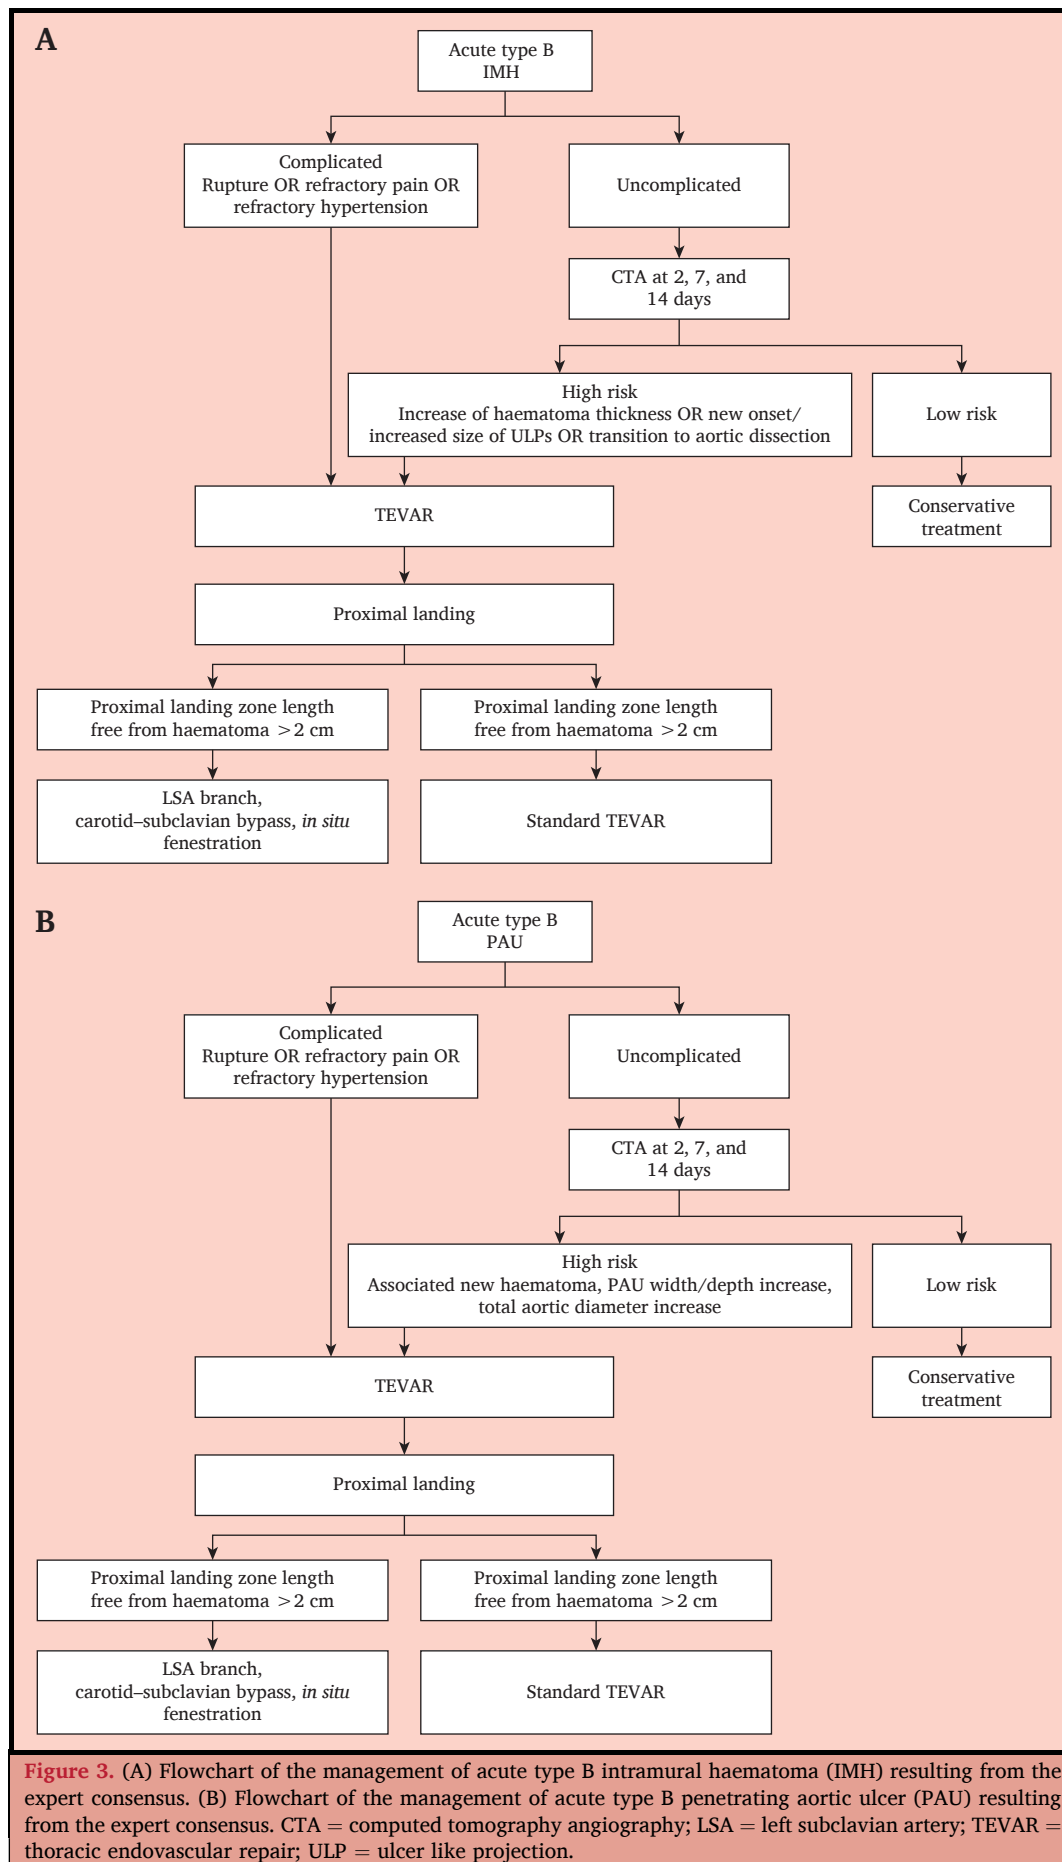 A
Acute type B
IMH
Complicated
Rupture OR refractory pain OR
refractory hypertension
Uncomplicated
CTA at 2, 7, and
14 days
High risk
Increase of haematoma thickness OR new onset/
increased size of ULPs OR transition to aortic dissection
Low risk
TEVAR
Conservative
treatment
Proximal landing
Proximal landing zone length
free from haematoma >2 cm
Proximal landing zone length
free from haematoma >2 cm
LSA branch,
carotid–subclavian bypass, in situ
fenestration
Standard TEVAR
B
Acute type B
PAU
Complicated
Rupture OR refractory pain OR
refractory hypertension
Uncomplicated
CTA at 2, 7, and
14 days
High risk
Associated new haematoma, PAU width/depth increase,
total aortic diameter increase
Low risk
TEVAR
Conservative
treatment
Proximal landing
Proximal landing zone length
free from haematoma >2 cm
Proximal landing zone length
free from haematoma >2 cm
LSA branch,
carotid–subclavian bypass, in situ
fenestration
Standard TEVAR
Figure 3. (A) Flowchart of the management of acute type B intramural haematoma (IMH) resulting from the
expert consensus. (B) Flowchart of the management of acute type B penetrating aortic ulcer (PAU) resulting
from the expert consensus. CTA = computed tomography angiography; LSA = left subclavian artery; TEVAR =
thoracic endovascular repair; ULP = ulcer like projection.